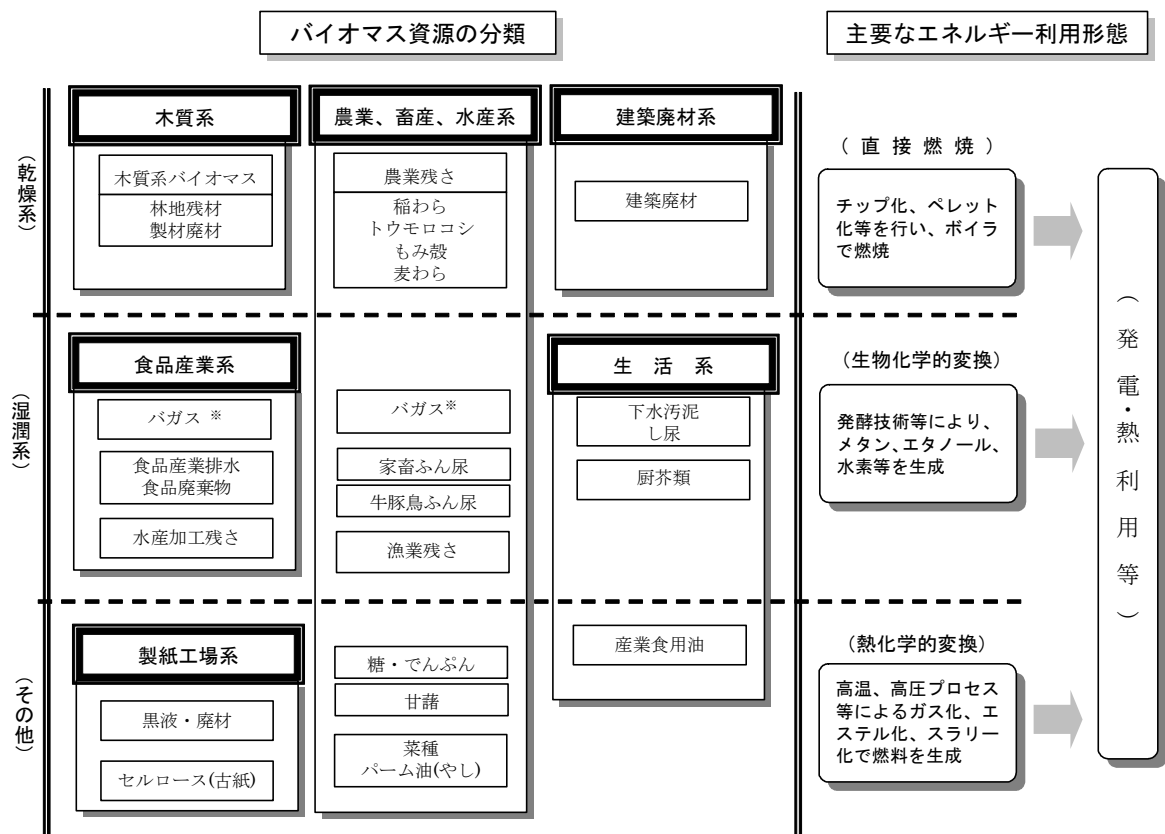 バイオマス資源の分類
主要なエネルギー利用形態
(乾燥系)
木質系
木質系バイオマス
林地残材
製材廃材
農業、畜産、水産系
農業残さ
稲わら
トウモロコシ
もみ殻
麦わら
建築廃材系
建築廃材
(直接燃焼)
チップ化、ペレット
化等を行い、ボイラ
で燃焼
(湿潤系)
食品産業系
バガス ※
食品産業排水
食品廃棄物
水産加工残さ
バガス※
家畜ふん尿
牛豚鳥ふん尿
漁業残さ
生 活 系
下水汚泥
し尿
厨芥類
(生物化学的変換)
発酵技術等により、
メタン、エタノール、
水素等を生成
(その他)
製紙工場系
黒液・廃材
セルロース(古紙)
糖・でんぷん
甘藷
菜種
パーム油(やし)
産業食用油
(熱化学的変換)
高温、高圧プロセス
等によるガス化、エ
ステル化、スラリー
化で燃料を生成
(発電・熱利用等)